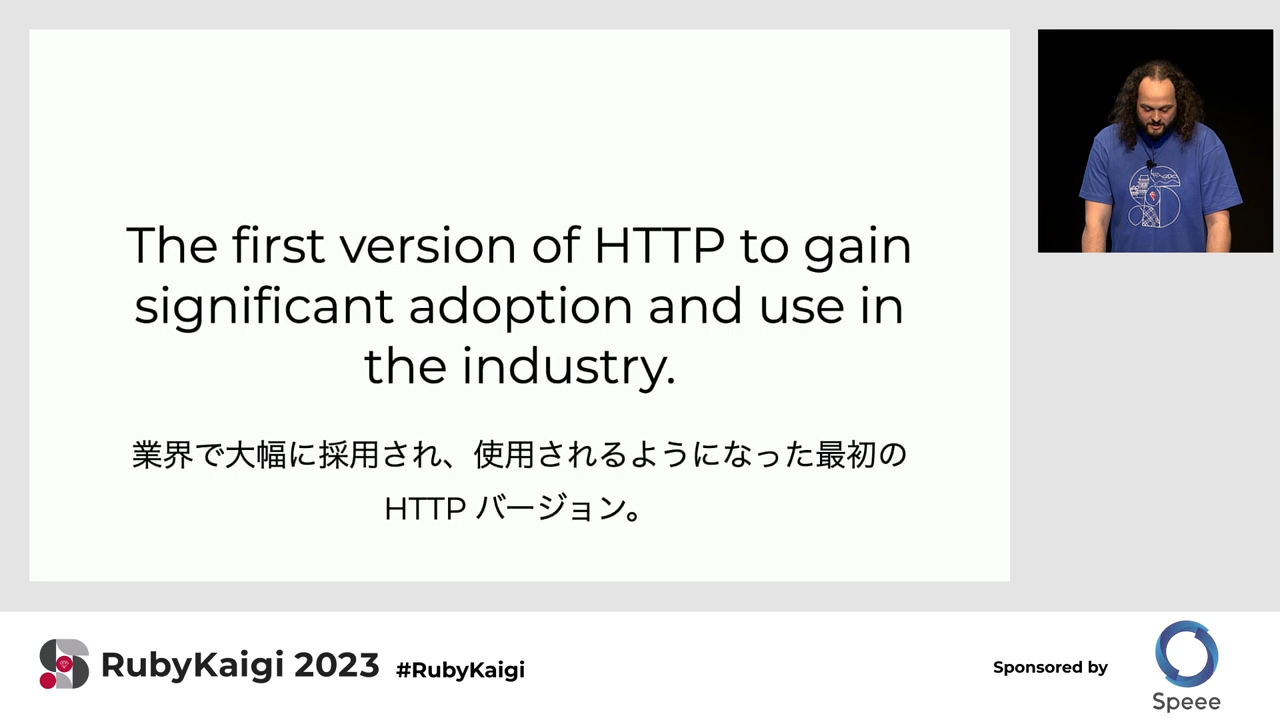 The first version of HTTP to gain
significant adoption and use in
the industry.
業界で大幅に採用され、使用されるようになった最初の
HTTP バージョン。
RubyKaigi 2023 #RubyKaigi
Sponsored by
Speee